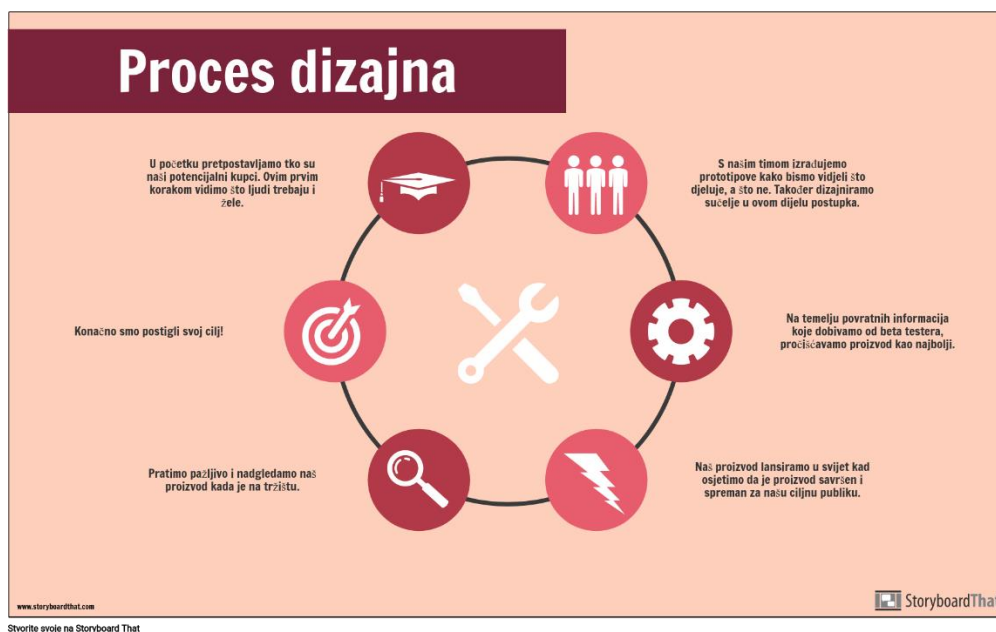 Proces dizajna
U početku pretpostavljamo tko su
naši potencijalni kupci. Ovim prvim
korakom vidimo što ljudi trebaju i
žele.
S našim timom izrađujemo
prototipove kako bismo vidjeli što
djeluje, a što ne. Također dizajniramo
sučelje u ovom dijelu postupka.
Na temelju povratnih informacija
koje dobivamo od beta testera,
pročišćavamo proizvod kao najbolji.
Naš proizvod lansiramo u svijet kad
osjetimo da je proizvod savršen i
spreman za našu ciljnu publiku.
Pratimo pažljivo i nadgledamo naš
proizvod kada je na tržištu.
Konačno smo postigli svoj cilj!
www.storyboardthat.com
StoryboardThat
Stvorite svoje na Storyboard That